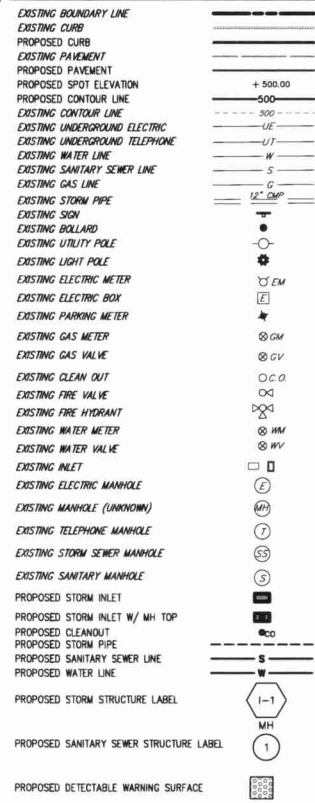 EXISTING BOUNDARY LINE
EXISTING CURB
PROPOSED CURB
EXISTING PAVEMENT
PROPOSED PAVEMENT
PROPOSED SPOT ELEVATION + 500.00
PROPOSED CONTOUR LINE 500
EXISTING CONTOUR LINE 500
EXISTING UNDERGROUND ELECTRIC UE
EXISTING UNDERGROUND TELEPHONE UT
EXISTING WATER LINE W
EXISTING SANITARY SEWER LINE S
EXISTING GAS LINE G
EXISTING STORM PIPE 12" CMP
EXISTING SIGN
EXISTING BOLLARD
EXISTING UTILITY POLE
EXISTING LIGHT POLE
EXISTING ELECTRIC METER EM
EXISTING ELECTRIC BOX E
EXISTING PARKING METER
EXISTING GAS METER GM
EXISTING GAS VALVE GV
EXISTING CLEAN OUT C.O.
EXISTING FIRE VALVE
EXISTING FIRE HYDRANT
EXISTING WATER METER WM
EXISTING WATER VALVE WV
EXISTING INLET
EXISTING ELECTRIC MANHOLE E
EXISTING MANHOLE (UNKNOWN) MH
EXISTING TELEPHONE MANHOLE T
EXISTING STORM SEWER MANHOLE SS
EXISTING SANITARY MANHOLE S
PROPOSED STORM INLET
PROPOSED STORM INLET W/ MH TOP
PROPOSED CLEANOUT CO
PROPOSED STORM PIPE
PROPOSED SANITARY SEWER LINE S
PROPOSED WATER LINE W
PROPOSED STORM STRUCTURE LABEL I-1
MH
PROPOSED SANITARY SEWER STRUCTURE LABEL 1
PROPOSED DETECTABLE WARNING SURFACE